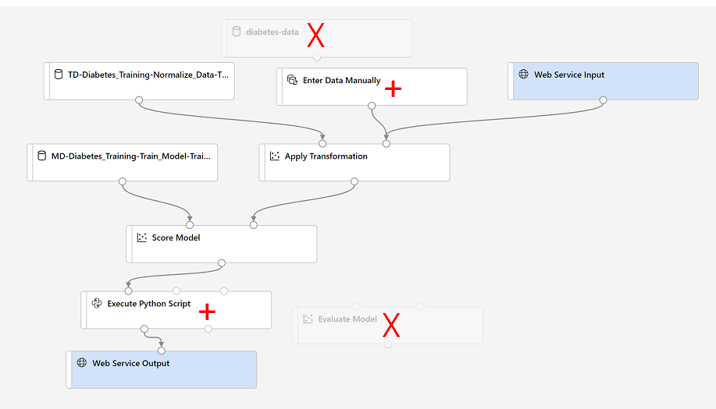 diabetes-data
X
TD-Diabetes_Training-Normalize_Data-T...
Enter Data Manually
+
Web Service Input
MD-Diabetes_Training-Train_Model-Trai...
Apply Transformation
Score Model
Execute Python Script
+
Evaluate Model
X
Web Service Output